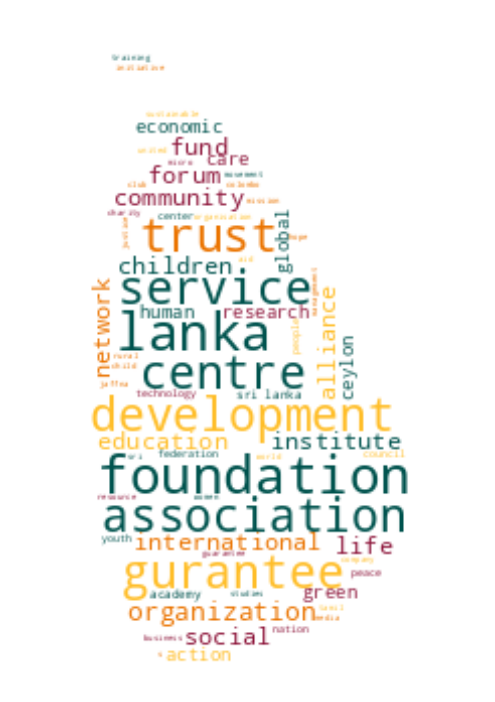 training
initiative
sustainable
economic
united fund
micro care
forum movement
club colombo
community mission
charity
center organisation
justice trust global hope
children aid
service management
network human research
lanka people alliance
rural
child centre ceylon
jaffna
technology sri lanka
development
education institute
sri federation world council
foundation
resource women
association
youth international life
guarantee company
gurantee peace
academy studies green
organization tamil
media
social nation
business
action